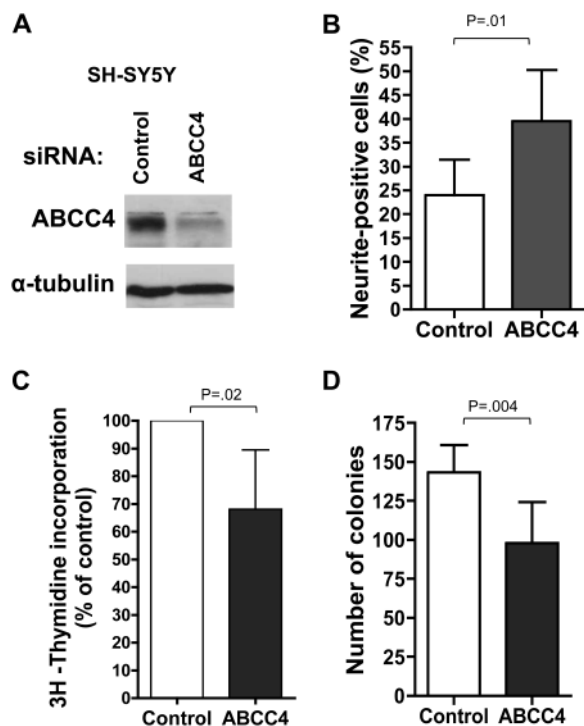 A
SH-SY5Y
siRNA:
Control
ABCC4
ABCC4
α-tubulin
B
P=.01
Neurite-positive cells (%)
55
50
45
40
35
30
25
20
15
10
5
0
Control ABCC4
C
P=.02
3H -Thymidine incorporation
(% of control)
100
90
80
70
60
50
40
30
20
10
0
Control ABCC4
D
P=.004
Number of colonies
175
150
125
100
75
50
25
0
Control ABCC4